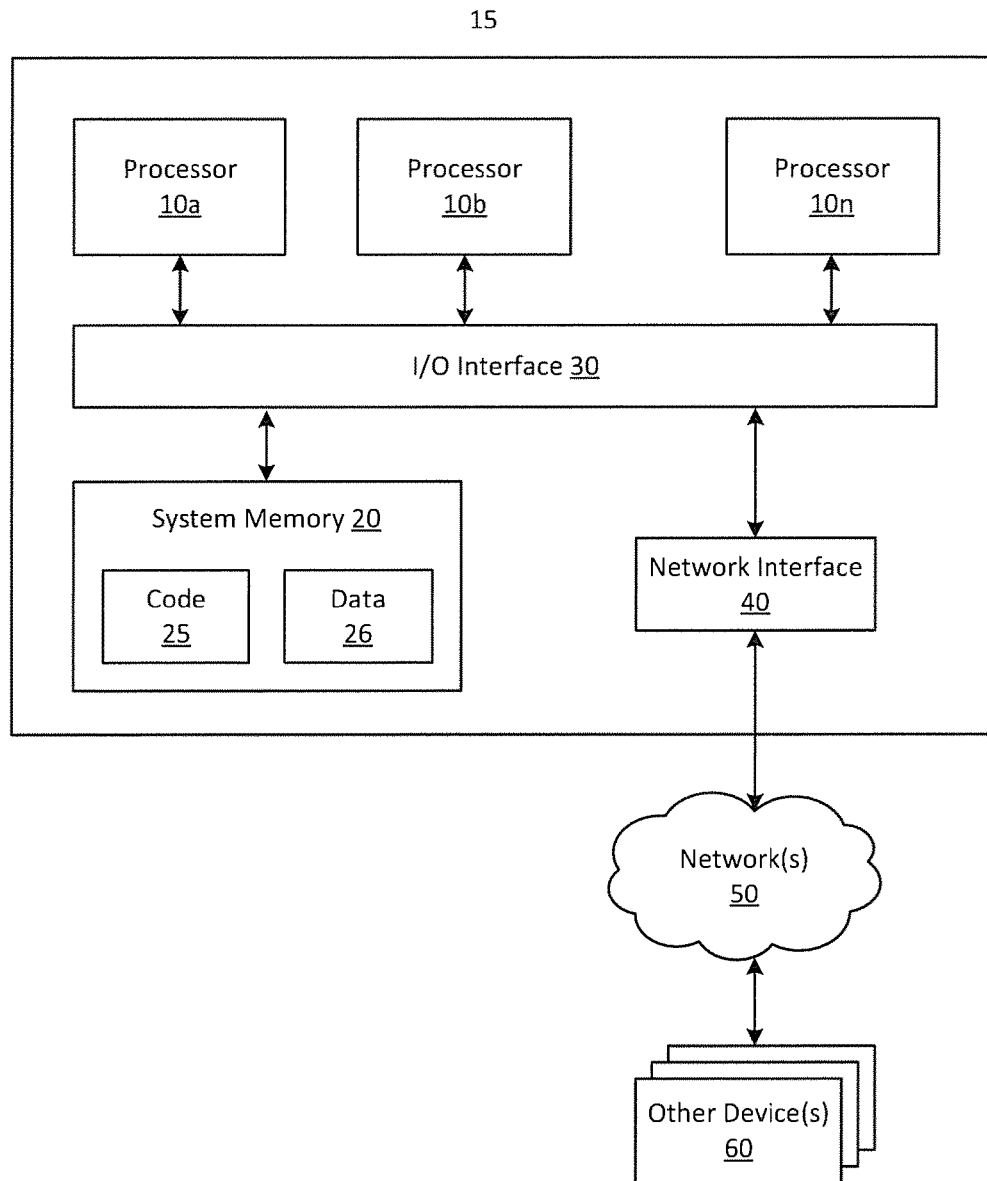 15
Processor
10a
Processor
10b
Processor
10n
I/O Interface 30
System Memory 20
Code
25
Data
26
Network Interface
40
Network(s)
50
Other Device(s)
60